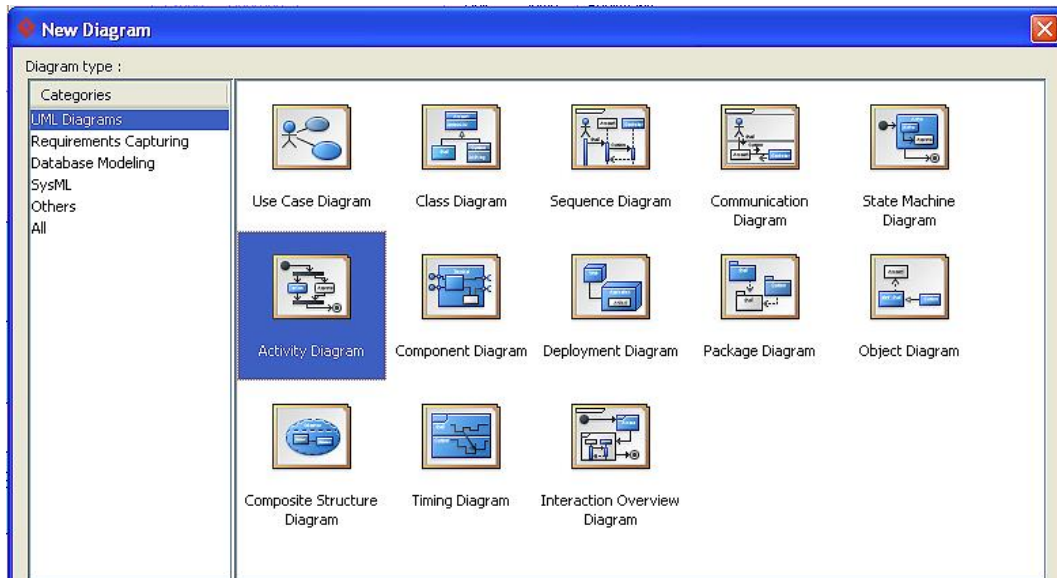 New Diagram
Diagram type :
Categories
UML Diagrams
Requirements Capturing
Database Modeling
SysML
Others
All
Use Case Diagram
Class Diagram
Sequence Diagram
Communication
Diagram
State Machine
Diagram
Activity Diagram
Component Diagram
Deployment Diagram
Package Diagram
Object Diagram
Composite Structure
Diagram
Timing Diagram
Interaction Overview
Diagram